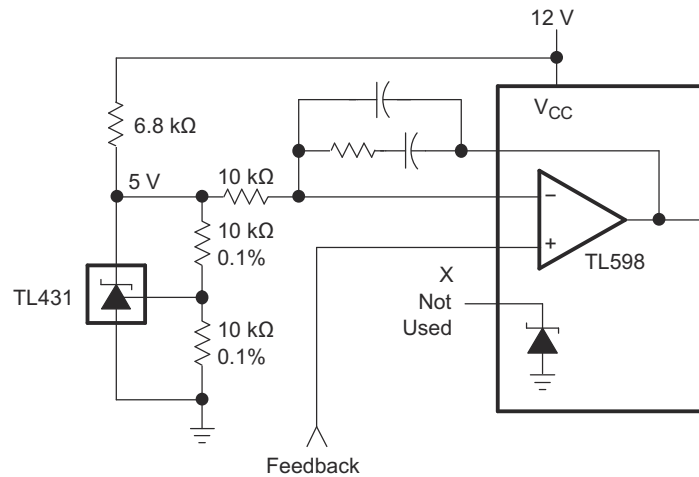 12 V
V_CC
6.8 kΩ
5 V
10 kΩ
10 kΩ
0.1%
−
+
TL598
TL431
X
Not
Used
10 kΩ
0.1%
Feedback